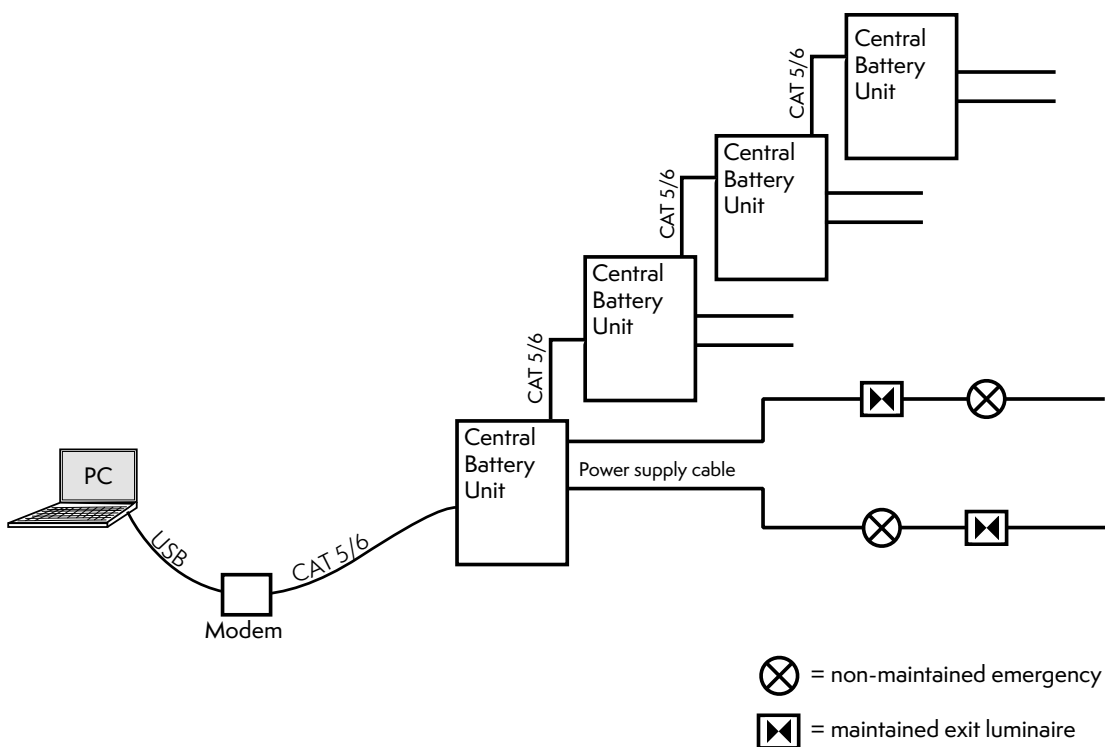 Central
Battery
Unit
CAT 5/6
Central
Battery
Unit
CAT 5/6
Central
Battery
Unit
CAT 5/6
Central
Battery
Unit
Power supply cable
PC
USB
CAT 5/6
Modem
= non-maintained emergency
= maintained exit luminaire